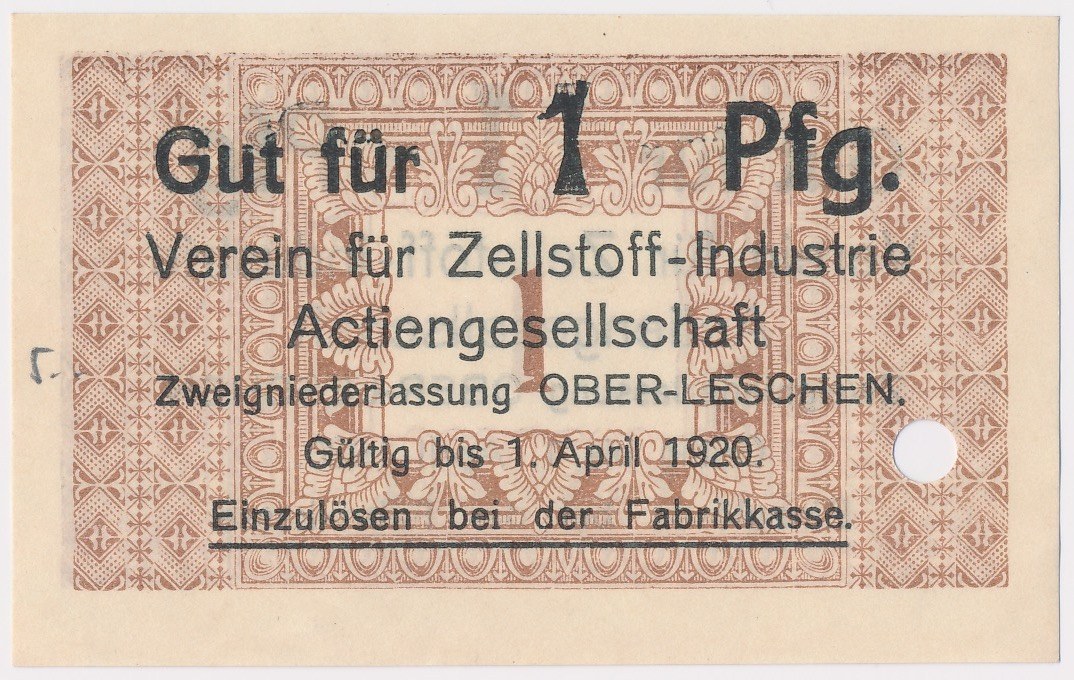 Gut für 1 Pfg.
Verein für Zellstoff-Industrie
Actiengesellschaft
1
Zweigniederlassung OBER-LESCHEN.
Gültig bis 1. April 1920.
Einzulösen bei der Fabrikkasse.